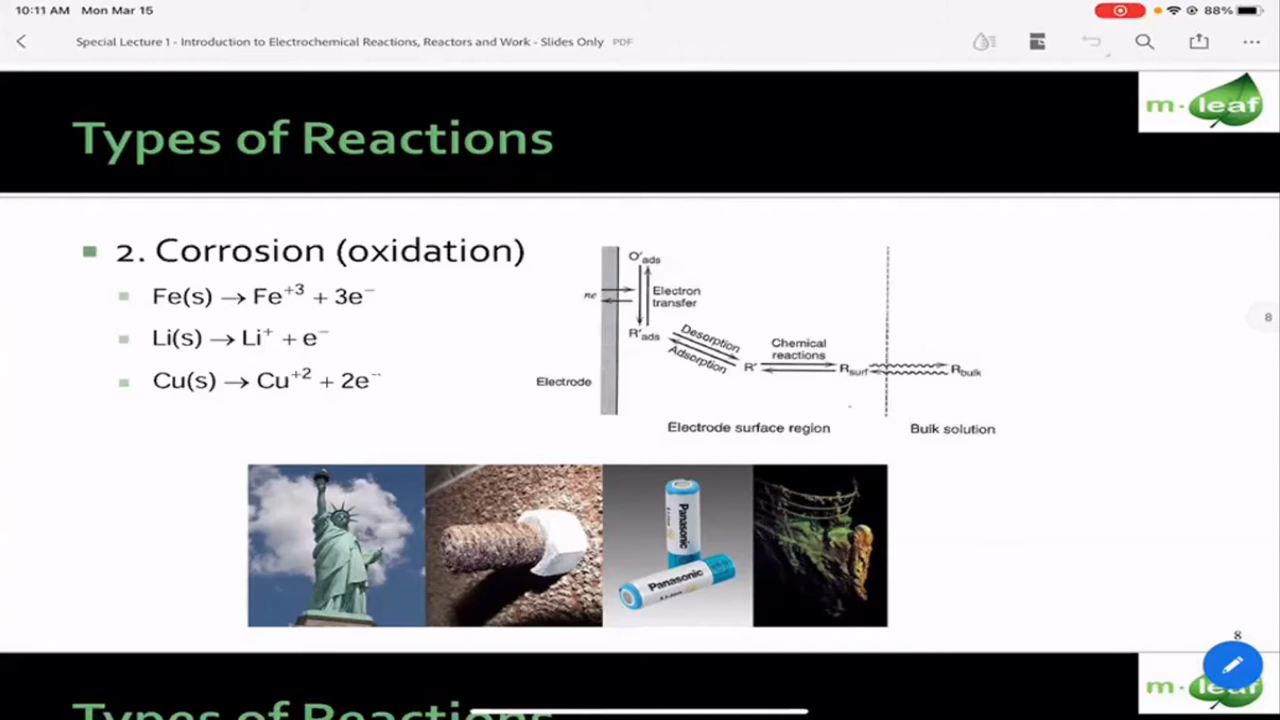 10:11 AM Mon Mar 15
88%
Special Lecture 1 - Introduction to Electrochemical Reactions, Reactors and Work - Slides Only PDF
m·leaf
Types of Reactions
2. Corrosion (oxidation)
Fe(s) → Fe⁺³ + 3e⁻
Li(s) → Li⁺ + e⁻
Cu(s) → Cu⁺² + 2e⁻
O'ads
ne
Electron
transfer
R'ads
Desorption
Adsorption
R'
Chemical
reactions
Rsurf
Rbulk
Electrode
Electrode surface region
Bulk solution
8
Panasonic
Panasonic
8
m·leaf
Types of Reactions